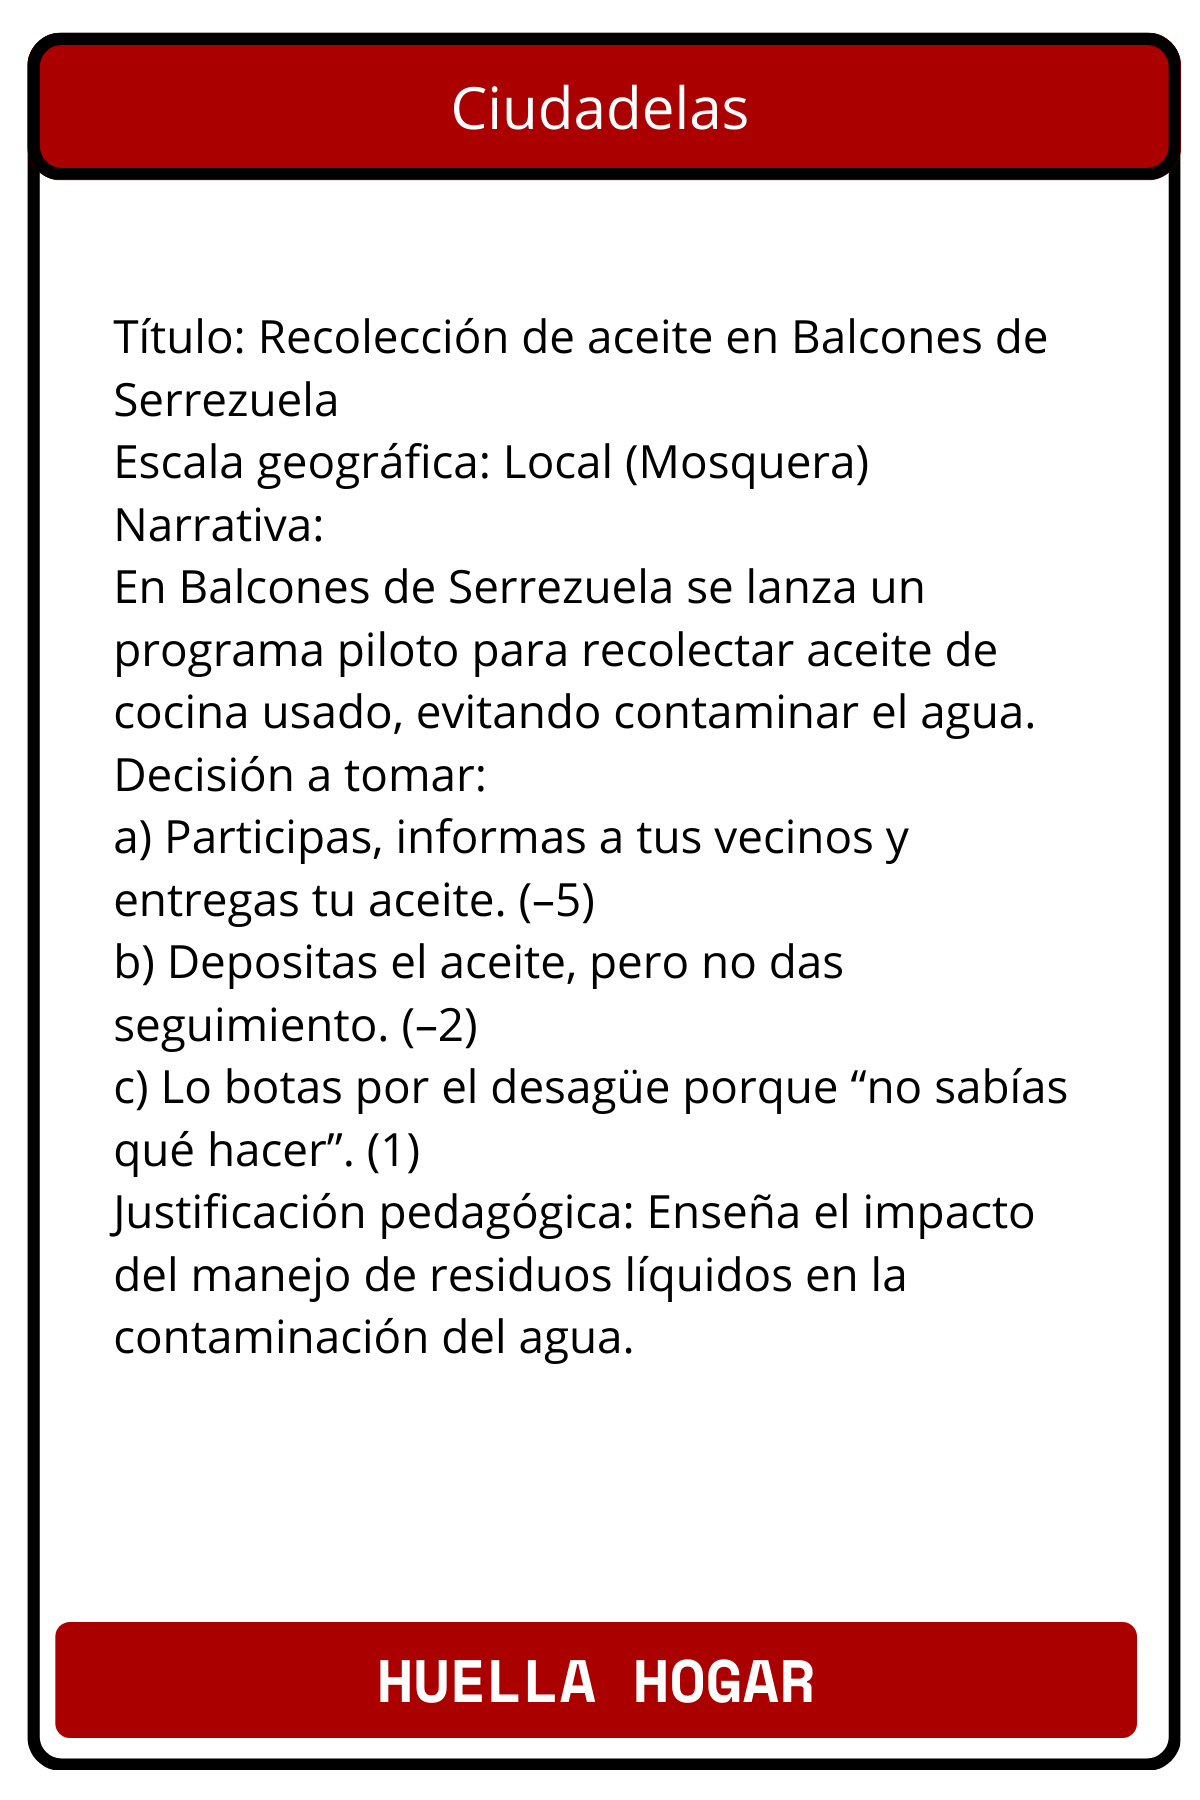 Ciudadelas
Título: Recolección de aceite en Balcones de
Serrezuela
Escala geográfica: Local (Mosquera)
Narrativa:
En Balcones de Serrezuela se lanza un
programa piloto para recolectar aceite de
cocina usado, evitando contaminar el agua.
Decisión a tomar:
a) Participas, informas a tus vecinos y
entregas tu aceite. (–5)
b) Depositas el aceite, pero no das
seguimiento. (–2)
c) Lo botas por el desagüe porque “no sabías
qué hacer”. (1)
Justificación pedagógica: Enseña el impacto
del manejo de residuos líquidos en la
contaminación del agua.
HUELLA HOGAR